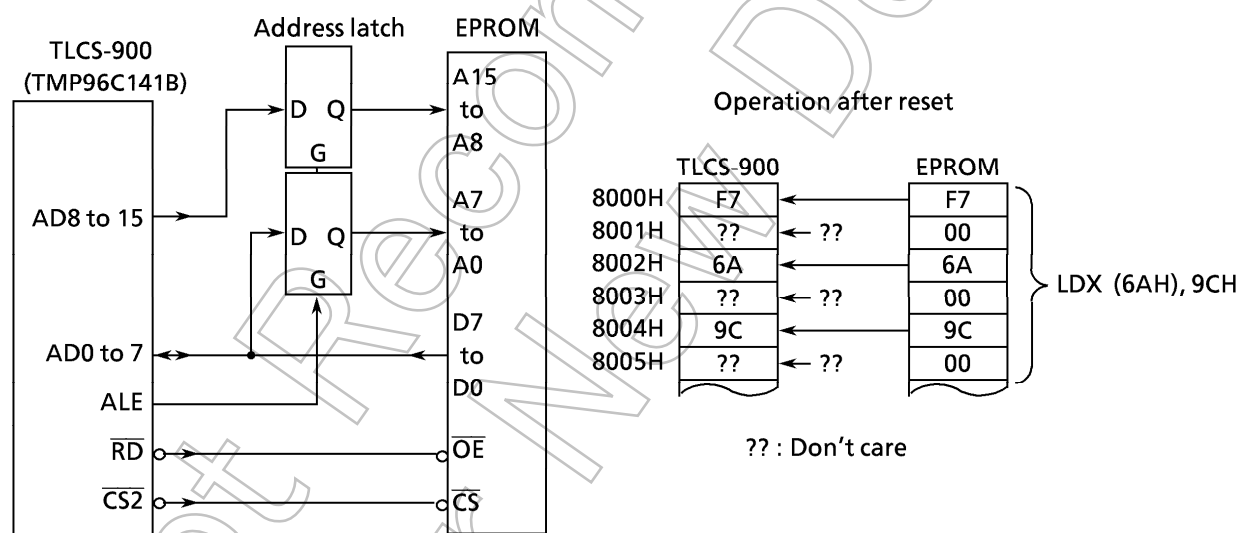 Address latch
EPROM
TLCS-900
(TMP96C141B)
A15
D Q
to
G
A8
AD8 to 15
A7
D Q
to
G
A0
D7
AD0 to 7
to
D0
ALE
RD
OE
CS2
CS
Operation after reset
TLCS-900 EPROM
8000H F7 F7
8001H ?? ?? 00
8002H 6A 6A
8003H ?? ?? 00
8004H 9C 9C
8005H ?? ?? 00
LDX (6AH), 9CH
?? : Don't care